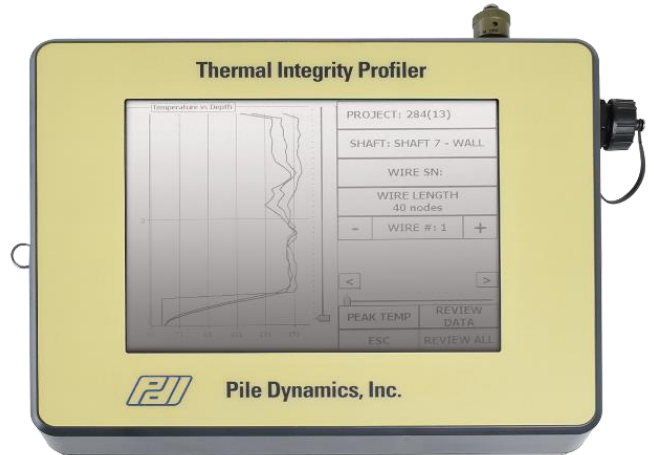 Thermal Integrity Profiler
Temperature vs Depth
PROJECT: 284(13)
SHAFT: SHAFT 7 - WALL
WIRE SN:
WIRE LENGTH
40 nodes
- WIRE #: 1 +
< >
PEAK TEMP
REVIEW
DATA
ESC
REVIEW ALL
PDI
Pile Dynamics, Inc.